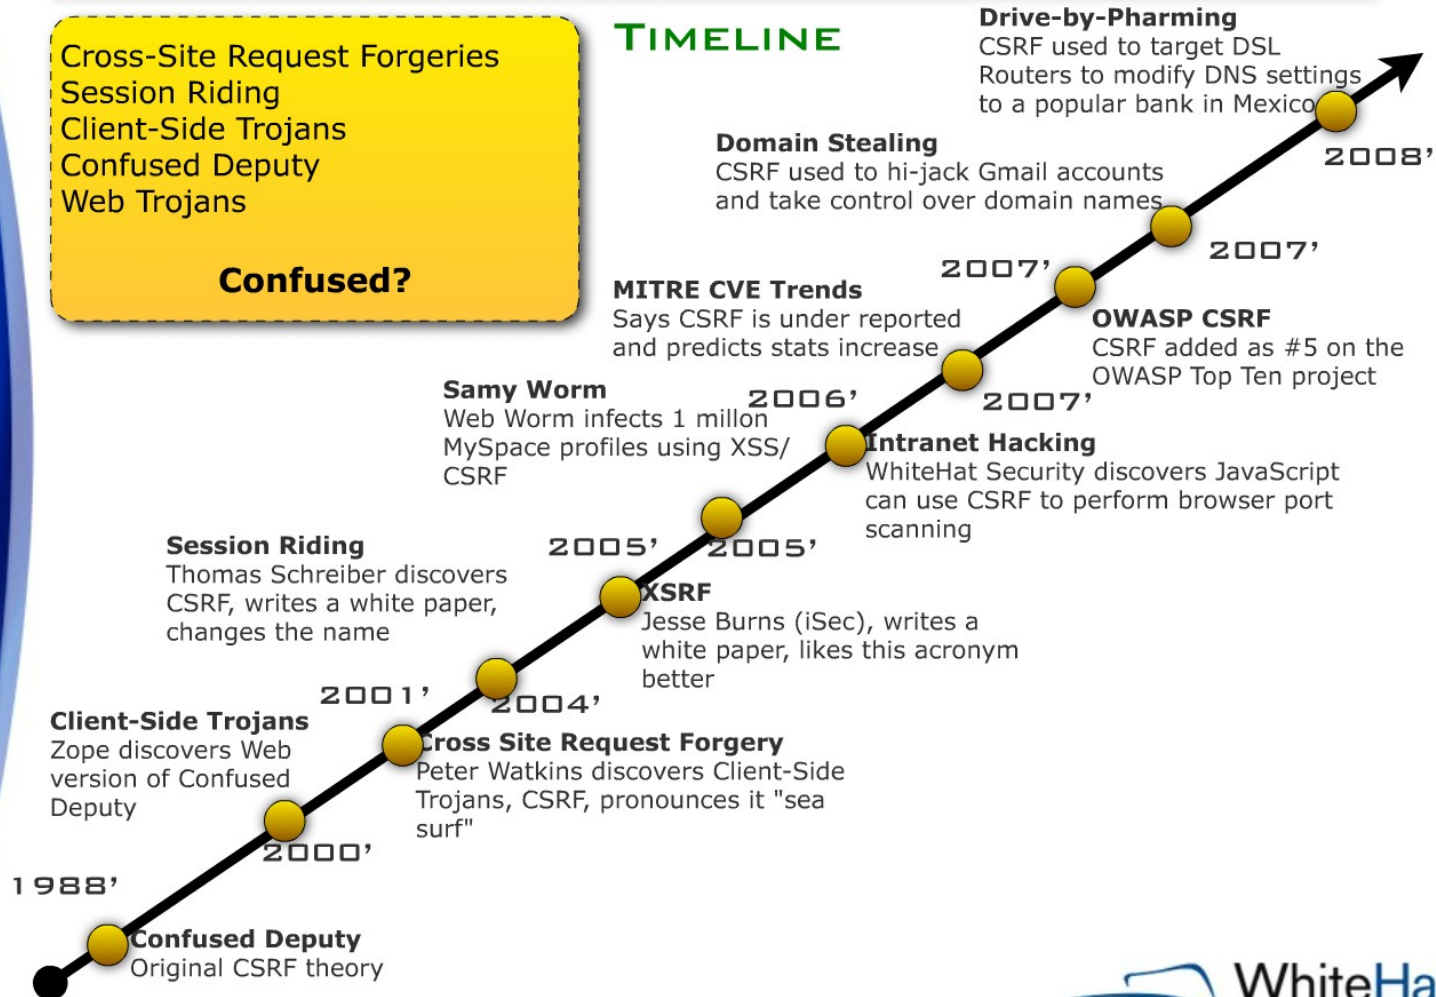 Cross-Site Request Forgeries
Session Riding
Client-Side Trojans
Confused Deputy
Web Trojans
Confused?
TIMELINE
Drive-by-Pharming
CSRF used to target DSL
Routers to modify DNS settings
to a popular bank in Mexico
2008'
Domain Stealing
CSRF used to hi-jack Gmail accounts
and take control over domain names
2007'
2007'
OWASP CSRF
CSRF added as #5 on the
OWASP Top Ten project
MITRE CVE Trends
Says CSRF is under reported
and predicts stats increase
2007'
2006'
Intranet Hacking
WhiteHat Security discovers JavaScript
can use CSRF to perform browser port
scanning
Samy Worm
Web Worm infects 1 millon
MySpace profiles using XSS/
CSRF
2005'
2005'
XSRF
Jesse Burns (iSec), writes a
white paper, likes this acronym
better
Session Riding
Thomas Schreiber discovers
CSRF, writes a white paper,
changes the name
2004'
2001'
Cross Site Request Forgery
Peter Watkins discovers Client-Side
Trojans, CSRF, pronounces it "sea
surf"
Client-Side Trojans
Zope discovers Web
version of Confused
Deputy
2000'
1988'
Confused Deputy
Original CSRF theory
WhiteHa